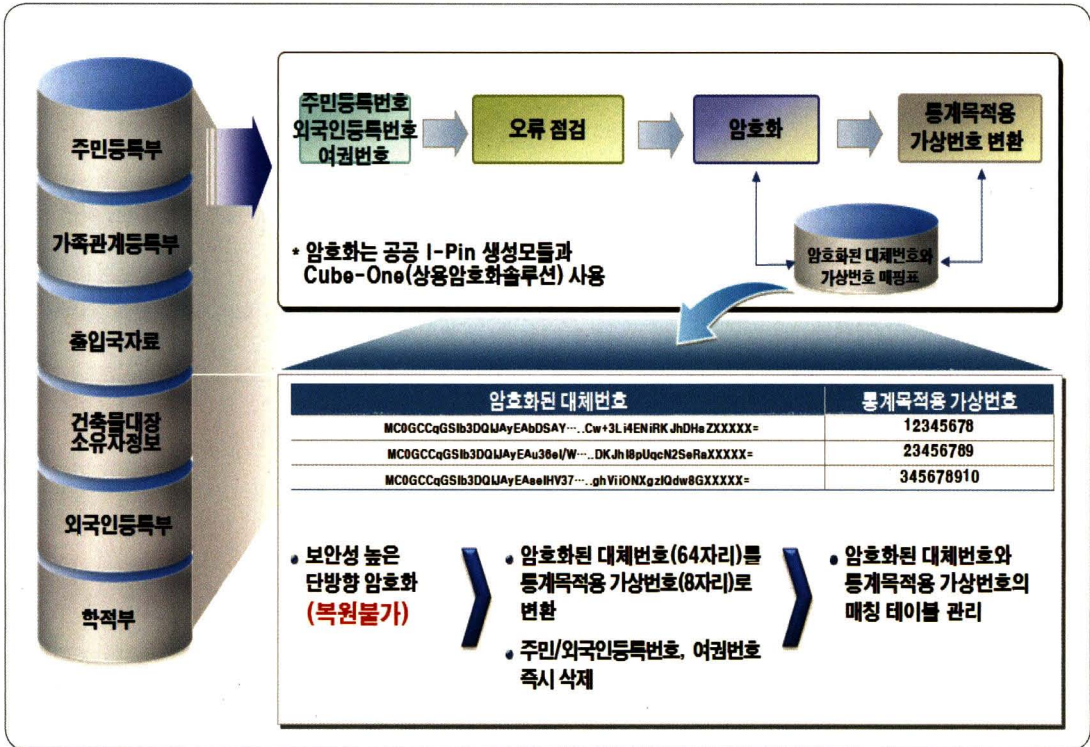 주민등록부
가족관계등록부
출입국자료
건축물대장
소유자정보
외국인등록부
학적부
주민등록번호
외국인등록번호
여권번호
오류 점검
암호화
통계목적용
가상번호 변환
* 암호화는 공공 I-Pin 생성모듈과
Cube-One(상용암호화솔루션) 사용
암호화된 대체번호와
가상번호 매핑표
암호화된 대체번호 통계목적용 가상번호
MC0GCCqGSIb3DQIJAyEAbDSAY…..Cw+3Li4ENiRKJhDHsZXXXXX= 12345678
MC0GCCqGSIb3DQIJAyEAu36el/W…..DKJhI8pUqcN2SeRaXXXXX= 23456789
MC0GCCqGSIb3DQIJAyEAseIHV37…..ghViiONXgzIQdw8GXXXXX= 345678910
• 보안성 높은
단방향 암호화
(복원불가)
• 암호화된 대체번호(64자리)를
통계목적용 가상번호(8자리)로
변환
• 주민/외국인등록번호, 여권번호
즉시 삭제
• 암호화된 대체번호와
통계목적용 가상번호의
매칭 테이블 관리